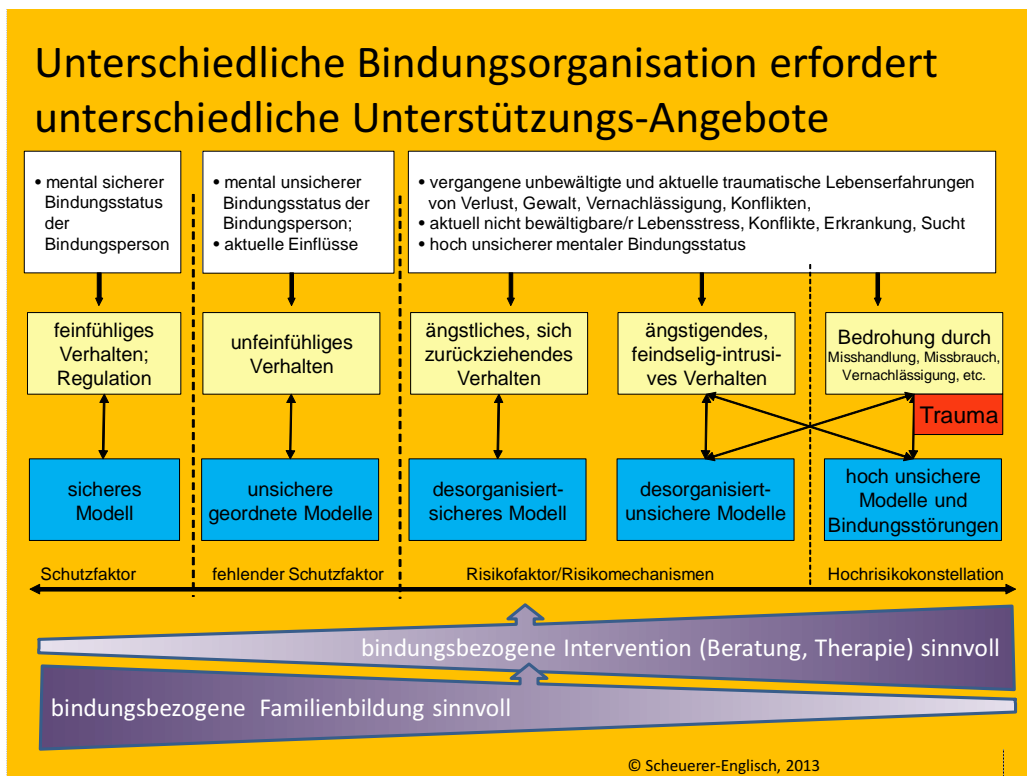 Unterschiedliche Bindungsorganisation erfordert
unterschiedliche Unterstützungs-Angebote
• mental sicherer
Bindungsstatus
der
Bindungsperson
• mental unsicherer
Bindungsstatus der
Bindungsperson;
• aktuelle Einflüsse
• vergangene unbewältigte und aktuelle traumatische Lebenserfahrungen
von Verlust, Gewalt, Vernachlässigung, Konflikten,
• aktuell nicht bewältigbare/r Lebensstress, Konflikte, Erkrankung, Sucht
• hoch unsicherer mentaler Bindungsstatus
feinfühliges
Verhalten;
Regulation
unfeinfühliges
Verhalten
ängstliches, sich
zurückziehendes
Verhalten
ängstigendes,
feindselig-intrusi-
ves Verhalten
Bedrohung durch
Misshandlung, Missbrauch,
Vernachlässigung, etc.
Trauma
sicheres
Modell
unsichere
geordnete Modelle
desorganisiert-
sicheres Modell
desorganisiert-
unsichere Modelle
hoch unsichere
Modelle und
Bindungsstörungen
Schutzfaktor
fehlender Schutzfaktor
Risikofaktor/Risikomechanismen
Hochrisikokonstellation
bindungsbezogene Intervention (Beratung, Therapie) sinnvoll
bindungsbezogene Familienbildung sinnvoll
© Scheuerer-Englisch, 2013